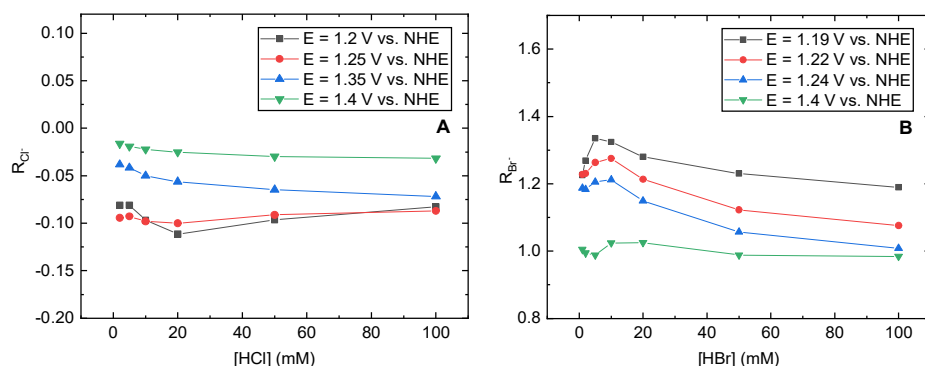 E = 1.2 V vs. NHE
E = 1.25 V vs. NHE
E = 1.35 V vs. NHE
E = 1.4 V vs. NHE
A
0.10
0.05
0.00
-0.05
-0.10
-0.15
-0.20
R_Cl-
0 20 40 60 80 100
[HCl] (mM)
E = 1.19 V vs. NHE
E = 1.22 V vs. NHE
E = 1.24 V vs. NHE
E = 1.4 V vs. NHE
B
1.6
1.4
1.2
1.0
0.8
R_Br-
0 20 40 60 80 100
[HBr] (mM)